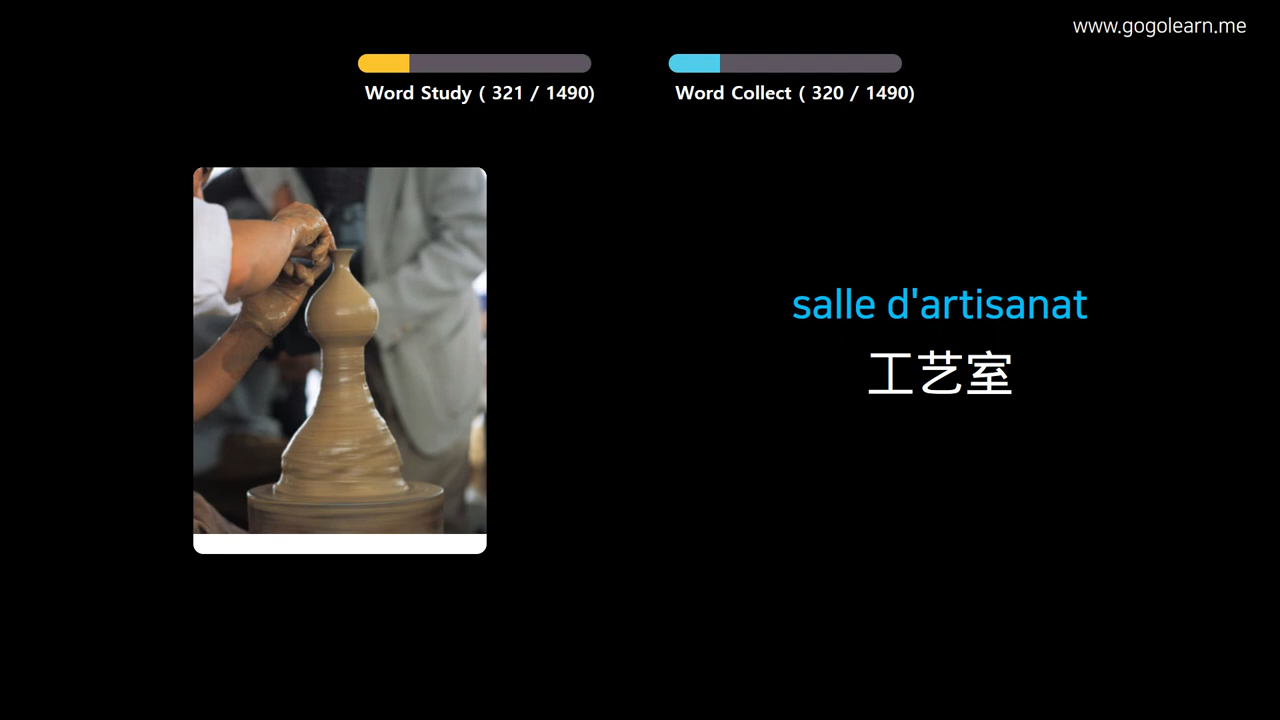 www.gogolearn.me
Word Study ( 321 / 1490)
Word Collect ( 320 / 1490)
salle d'artisanat
工艺室